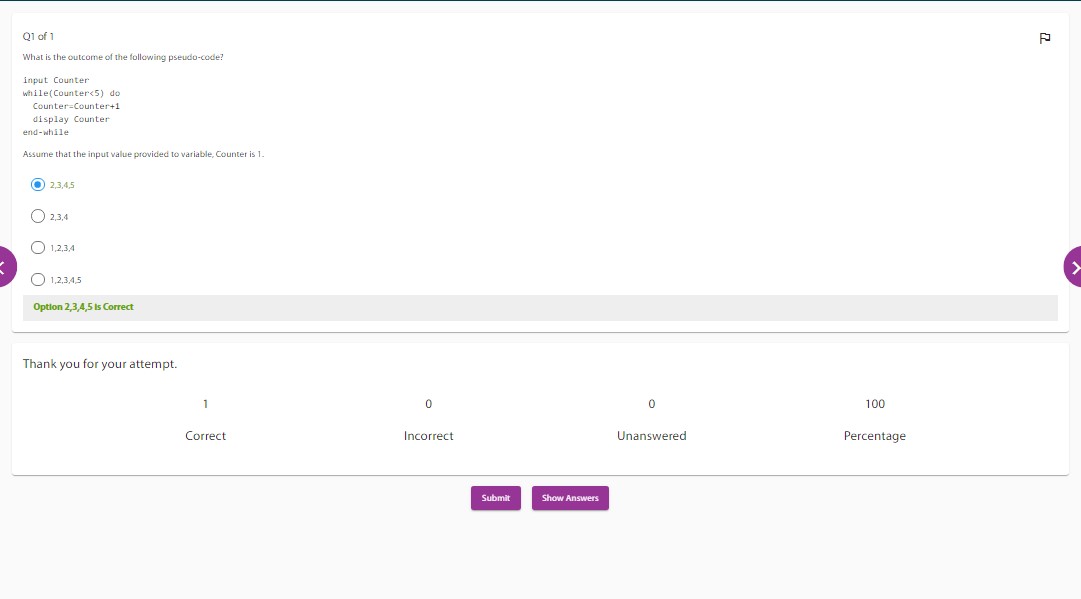 Q1 of 1
What is the outcome of the following pseudo-code?
input Counter
while(Counter<5) do
  Counter=Counter+1
  display Counter
end-while
Assume that the input value provided to variable, Counter is 1.
2,3,4,5
2,3,4
1,2,3,4
1,2,3,4,5
Option 2,3,4,5 is Correct
Thank you for your attempt.
1 0 0 100
Correct Incorrect Unanswered Percentage
Submit Show Answers